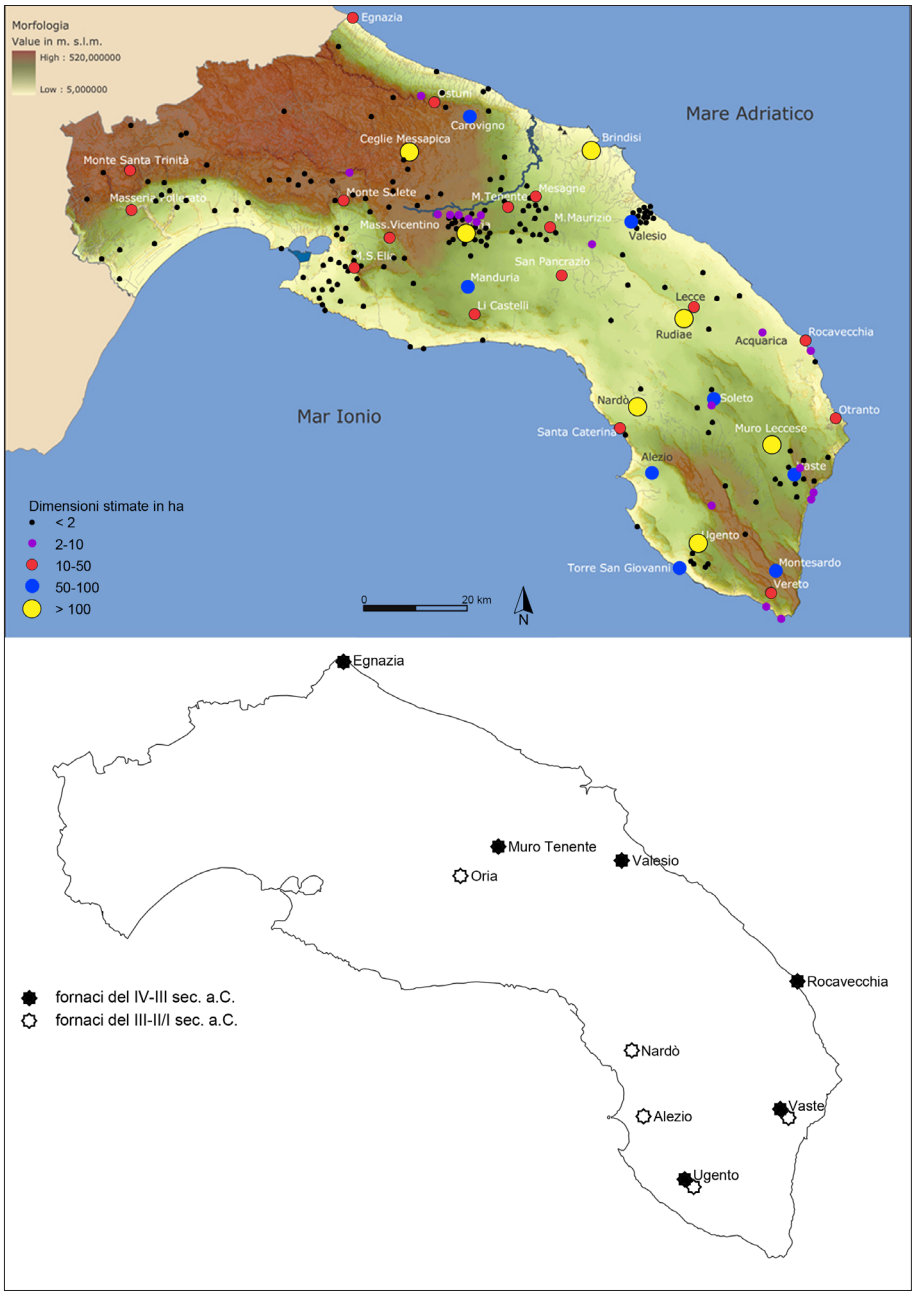 Morfologia
Value in m. s.l.m.
High : 520,000000
Low : 5,000000
Egnazia
Ostuni
Carovigno
Mare Adriatico
Ceglie Messapica
Brindisi
Monte Santa Trinità
Monte Salete
M.Tenente
Mesagne
Masseria
M.Maurizio
Valesio
Mass.Vicentino
M.S.Elia
San Pancrazio
Manduria
Li Castelli
Lecce
Rudiae
Acquarica
Rocavecchia
Mar Ionio
Nardò
Soleto
Otranto
Santa Caterina
Muro Leccese
Alezio
Vaste
Ugento
Torre San Giovanni
Montesardo
Vereto
Dimensioni stimate in ha
< 2
2-10
10-50
50-100
> 100
0
20 km
N
Egnazia
Muro Tenente
Valesio
Oria
Rocavecchia
fornaci del IV-III sec. a.C.
fornaci del III-II/I sec. a.C.
Nardò
Alezio
Vaste
Ugento